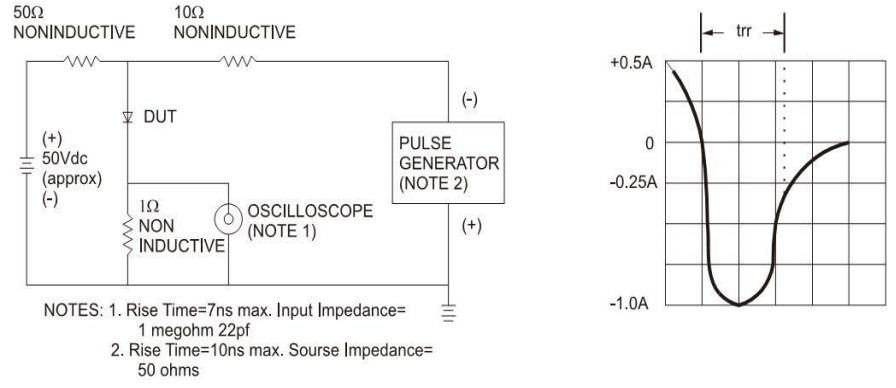 50Ω
NONINDUCTIVE
10Ω
NONINDUCTIVE
DUT
(+)
50Vdc
(approx)
(-)
1Ω
NON
INDUCTIVE
OSCILLOSCOPE
(NOTE 1)
(-)
PULSE
GENERATOR
(NOTE 2)
(+)
NOTES: 1. Rise Time=7ns max. Input Impedance=
1 megohm 22pf
2. Rise Time=10ns max. Sourse Impedance=
50 ohms
trr
+0.5A
0
-0.25A
-1.0A